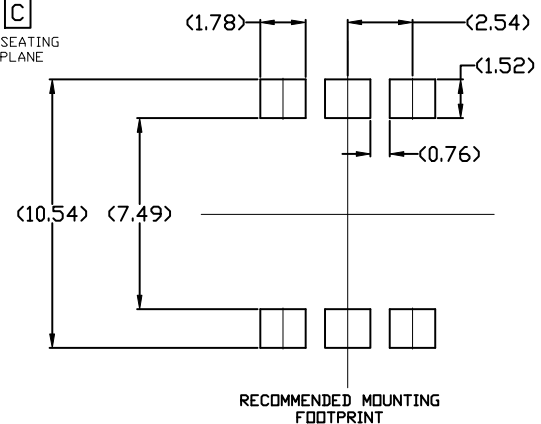 C
SEATING
PLANE
(1.78)
(2.54)
(1.52)
(0.76)
(10.54)
(7.49)
RECOMMENDED MOUNTING
FOOTPRINT